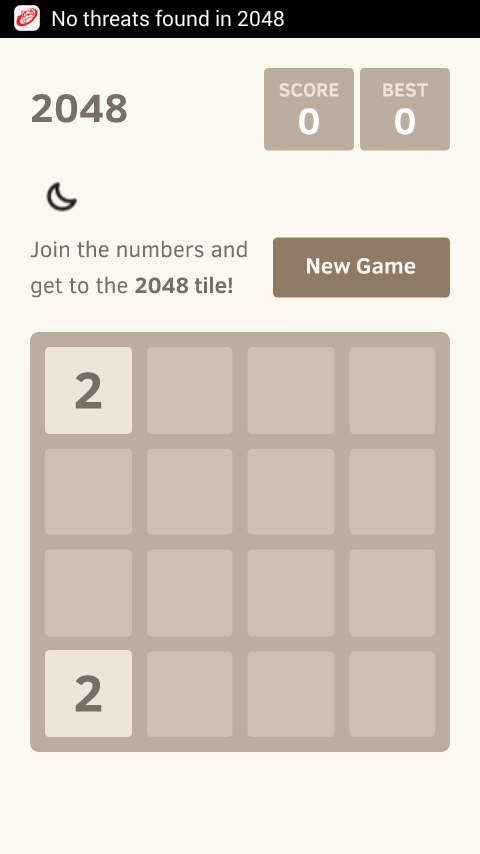 No threats found in 2048
2048
SCORE
0
BEST
0
Join the numbers and
get to the 2048 tile!
New Game
2
2